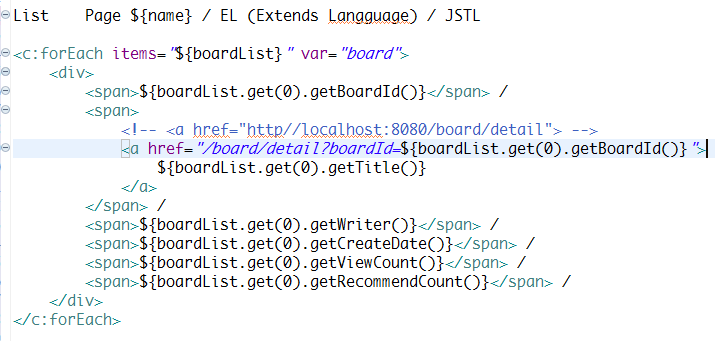 List    Page ${name} / EL (Extends Langguage) / JSTL
<c:forEach items="${boardList}" var="board">
<div>
<span>${boardList.get(0).getBoardId()}</span> /
<span>
<!-- <a href="http//localhost:8080/board/detail"> -->
<a href="/board/detail?boardId=${boardList.get(0).getBoardId()}">
${boardList.get(0).getTitle()}
</a>
</span> /
<span>${boardList.get(0).getWriter()}</span> /
<span>${boardList.get(0).getCreateDate()}</span> /
<span>${boardList.get(0).getViewCount()}</span> /
<span>${boardList.get(0).getRecommendCount()}</span> /
</div>
</c:forEach>